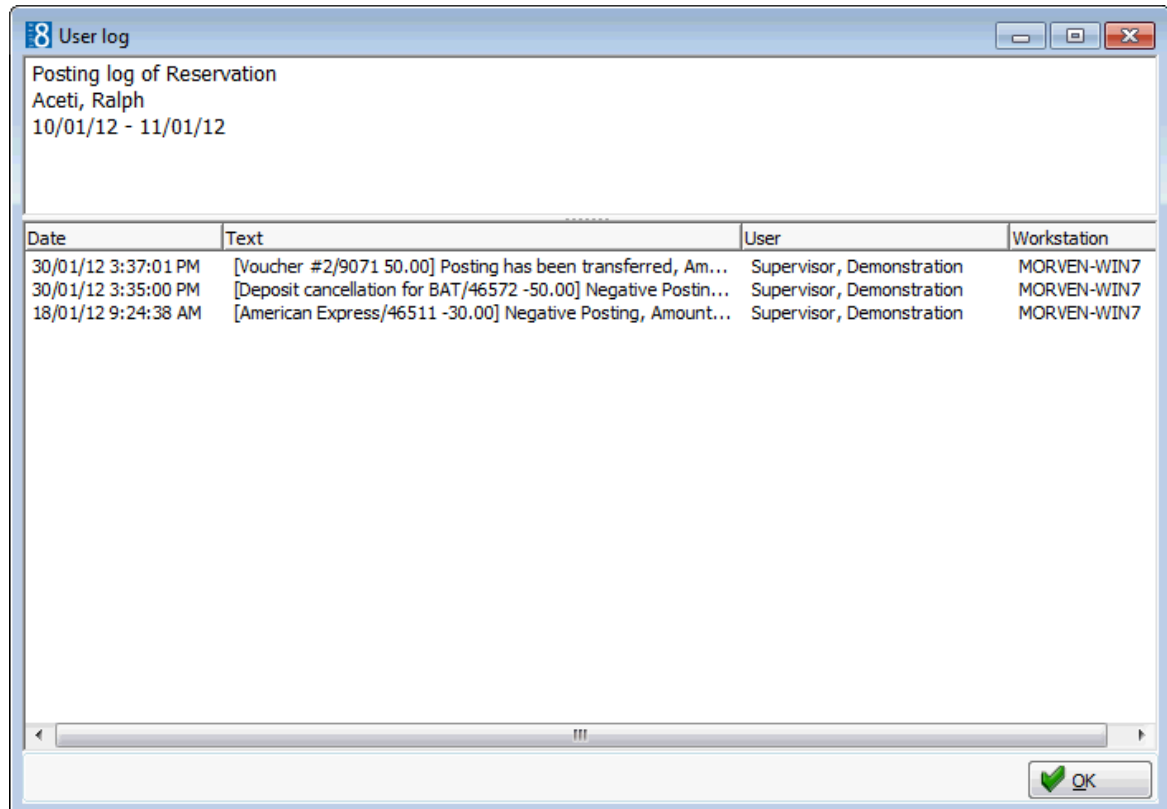 8 User log
Posting log of Reservation
Aceti, Ralph
10/01/12 - 11/01/12
Date Text User Workstation
30/01/12 3:37:01 PM [Voucher #2/9071 50.00] Posting has been transferred, Am... Supervisor, Demonstration MORVEN-WIN7
30/01/12 3:35:00 PM [Deposit cancellation for BAT/46572 -50.00] Negative Postin... Supervisor, Demonstration MORVEN-WIN7
18/01/12 9:24:38 AM [American Express/46511 -30.00] Negative Posting, Amount... Supervisor, Demonstration MORVEN-WIN7
OK